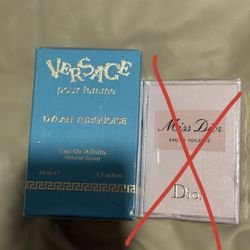 VERSACE
pour femme
DYLAN TURQUOISE
Eau de Toilette
Natural Spray
50 ml e 1.7 us fl.oz
Miss Dior
EAU DE TOILETTE
Dior